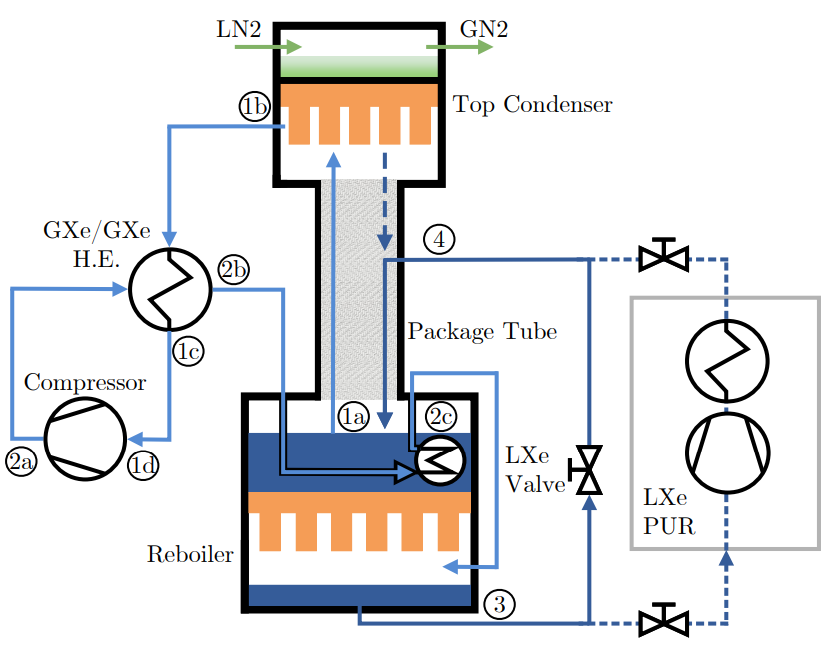 LN2
GN2
1b
Top Condenser
GXe/GXe
H.E.
2b
4
1c
Package Tube
Compressor
1a
2c
2a
1d
LXe
Valve
LXe
PUR
Reboiler
3